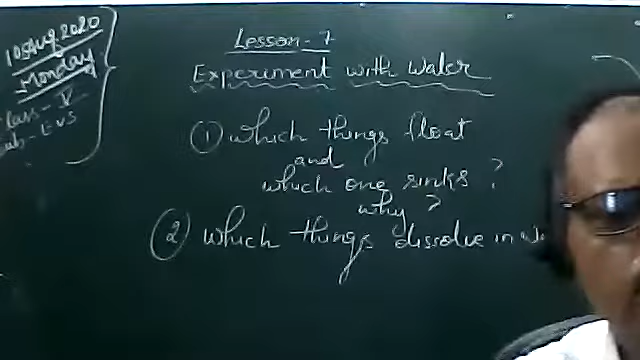 10 Aug. 2020
Monday
Class - V
Sub - EVS
Lesson - 7
Experiment with Water
① which things float
and
which one sinks ?
why ?
② which things dissolve in